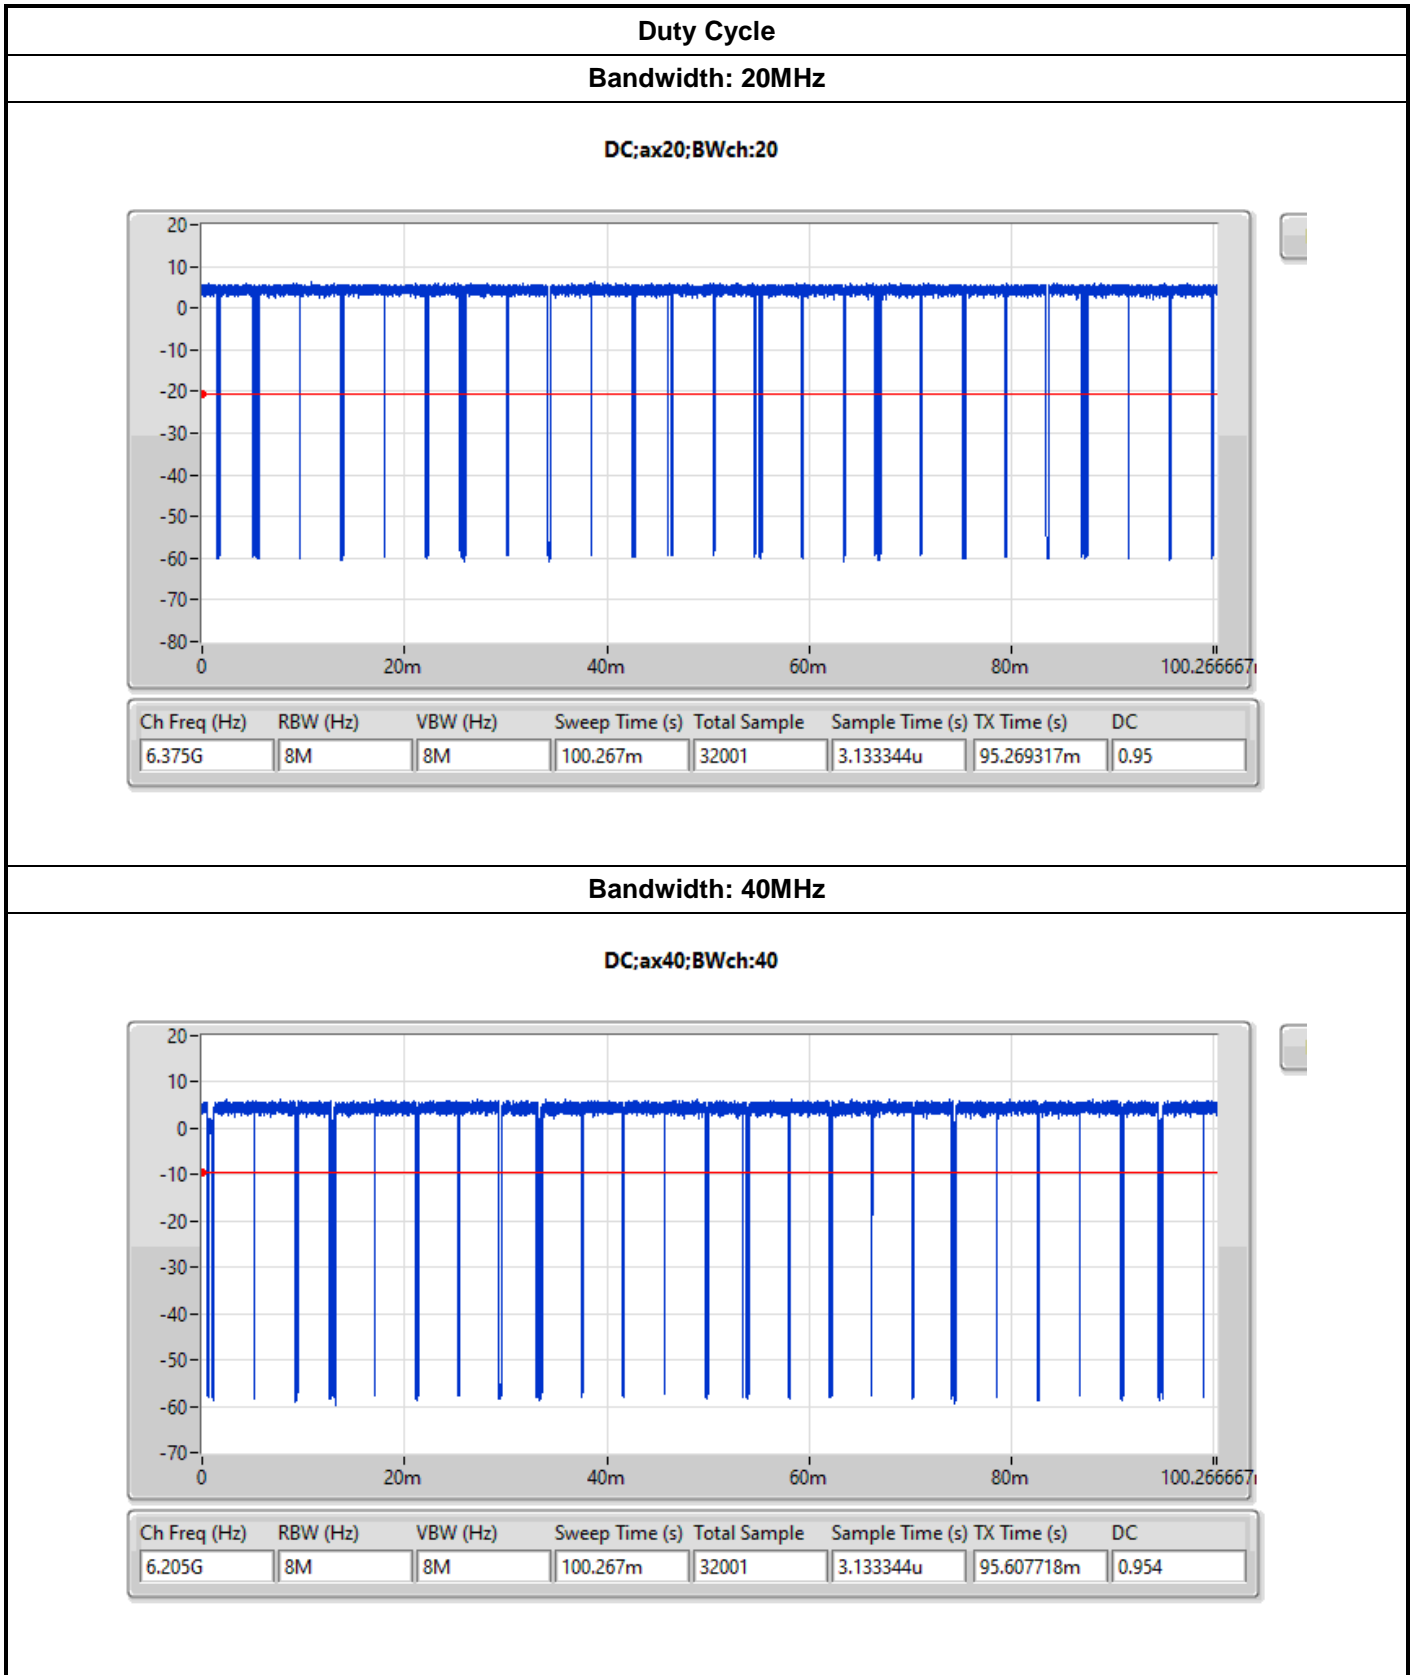 Duty Cycle
Bandwidth: 20MHz
DC;ax20;BWch:20
20
10
0
-10
-20
-30
-40
-50
-60
-70
-80
0 20m 40m 60m 80m 100.266667
Ch Freq (Hz) RBW (Hz) VBW (Hz) Sweep Time (s) Total Sample Sample Time (s) TX Time (s) DC
6.375G 8M 8M 100.267m 32001 3.133344u 95.269317m 0.95
Bandwidth: 40MHz
DC;ax40;BWch:40
20
10
0
-10
-20
-30
-40
-50
-60
-70
0 20m 40m 60m 80m 100.266667
Ch Freq (Hz) RBW (Hz) VBW (Hz) Sweep Time (s) Total Sample Sample Time (s) TX Time (s) DC
6.205G 8M 8M 100.267m 32001 3.133344u 95.607718m 0.954